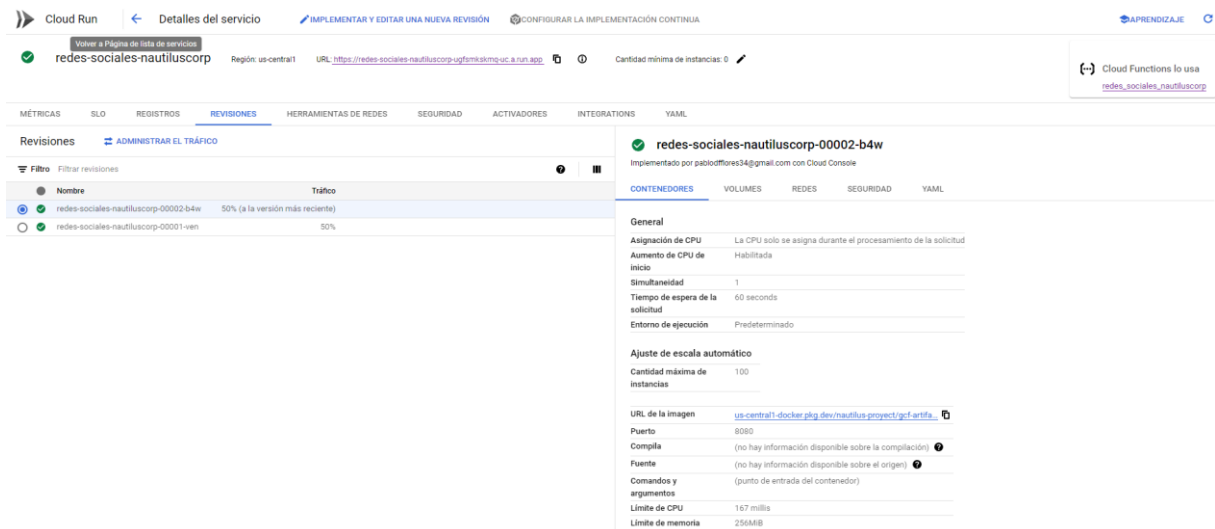 Cloud Run
Detalles del servicio
IMPLEMENTAR Y EDITAR UNA NUEVA REVISIÓN
CONFIGURAR LA IMPLEMENTACIÓN CONTINUA
APRENDIZAJE
Volver a Página de lista de servicios
redes-sociales-nautiluscorp
Región: us-central1
URL: https://redes-sociales-nautiluscorp-ugfsmkskmq-uc.a.run.app
Cantidad mínima de instancias: 0
Cloud Functions lo usa
redes_sociales_nautiluscorp
MÉTRICAS
SLO
REGISTROS
REVISIONES
HERRAMIENTAS DE REDES
SEGURIDAD
ACTIVADORES
INTEGRATIONS
YAML
Revisiones
ADMINISTRAR EL TRÁFICO
Filtro Filtrar revisiones
Nombre Tráfico
redes-sociales-nautiluscorp-00002-b4w 50% (a la versión más reciente)
redes-sociales-nautiluscorp-00001-ven 50%
redes-sociales-nautiluscorp-00002-b4w
Implementado por pablodfflores34@gmail.com con Cloud Console
CONTENEDORES
VOLUMES
REDES
SEGURIDAD
YAML
General
Asignación de CPU La CPU solo se asigna durante el procesamiento de la solicitud
Aumento de CPU de Habilitada
inicio
Simultaneidad 1
Tiempo de espera de la 60 seconds
solicitud
Entorno de ejecución Predeterminado
Ajuste de escala automático
Cantidad máxima de 100
instancias
URL de la imagen us-central1-docker.pkg.dev/nautilus-proyect/gcf-artifa...
Puerto 8080
Compila (no hay información disponible sobre la compilación)
Fuente (no hay información disponible sobre el origen)
Comandos y (punto de entrada del contenedor)
argumentos
Límite de CPU 167 millis
Límite de memoria 256MiB